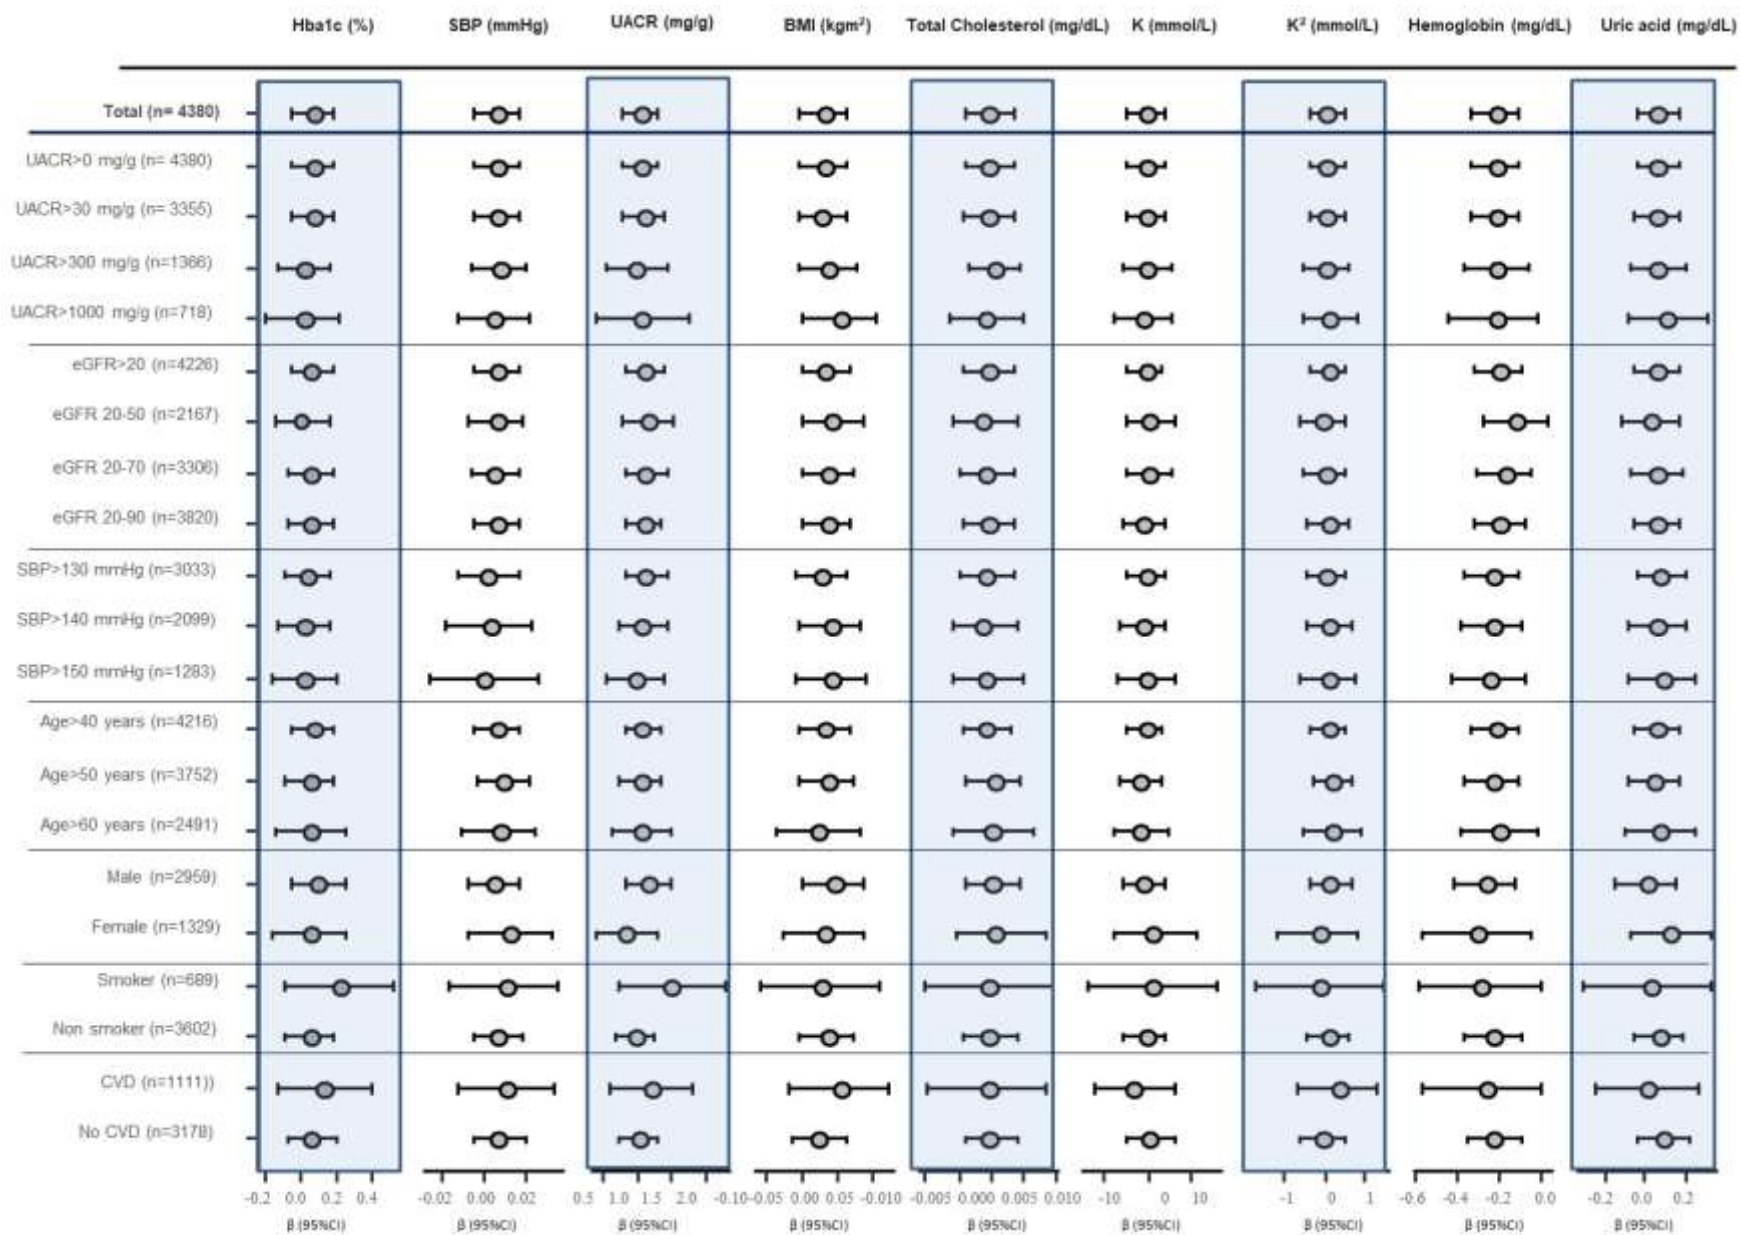 Hba1c (%) SBP (mmHg) UACR (mg/g) BMI (kgm²) Total Cholesterol (mg/dL) K (mmol/L) K² (mmol/L) Hemoglobin (mg/dL) Uric acid (mg/dL)
Total (n= 4380)
UACR>0 mg/g (n= 4380)
UACR>30 mg/g (n= 3355)
UACR>300 mg/g (n=1366)
UACR>1000 mg/g (n=718)
eGFR>20 (n=4226)
eGFR 20-50 (n=2167)
eGFR 20-70 (n=3306)
eGFR 20-90 (n=3820)
SBP>130 mmHg (n=3033)
SBP>140 mmHg (n=2099)
SBP>150 mmHg (n=1283)
Age>40 years (n=4216)
Age>50 years (n=3752)
Age>60 years (n=2491)
Male (n=2959)
Female (n=1329)
Smoker (n=689)
Non smoker (n=3602)
CVD (n=1111))
No CVD (n=3178)
-0.2 0.0 0.2 0.4 -0.02 0.00 0.02 0.5 1.0 1.5 2.0 -0.10 -0.05 0.00 0.05 -0.010 -0.005 0.000 0.005 0.010 -10 0 10 -1 0 1 -0.6 -0.4 -0.2 0.0 -0.2 0.0 0.2
β (95%CI) β (95%CI) β (95%CI) β (95%CI) β (95%CI) β (95%CI) β (95%CI) β (95%CI) β (95%CI)